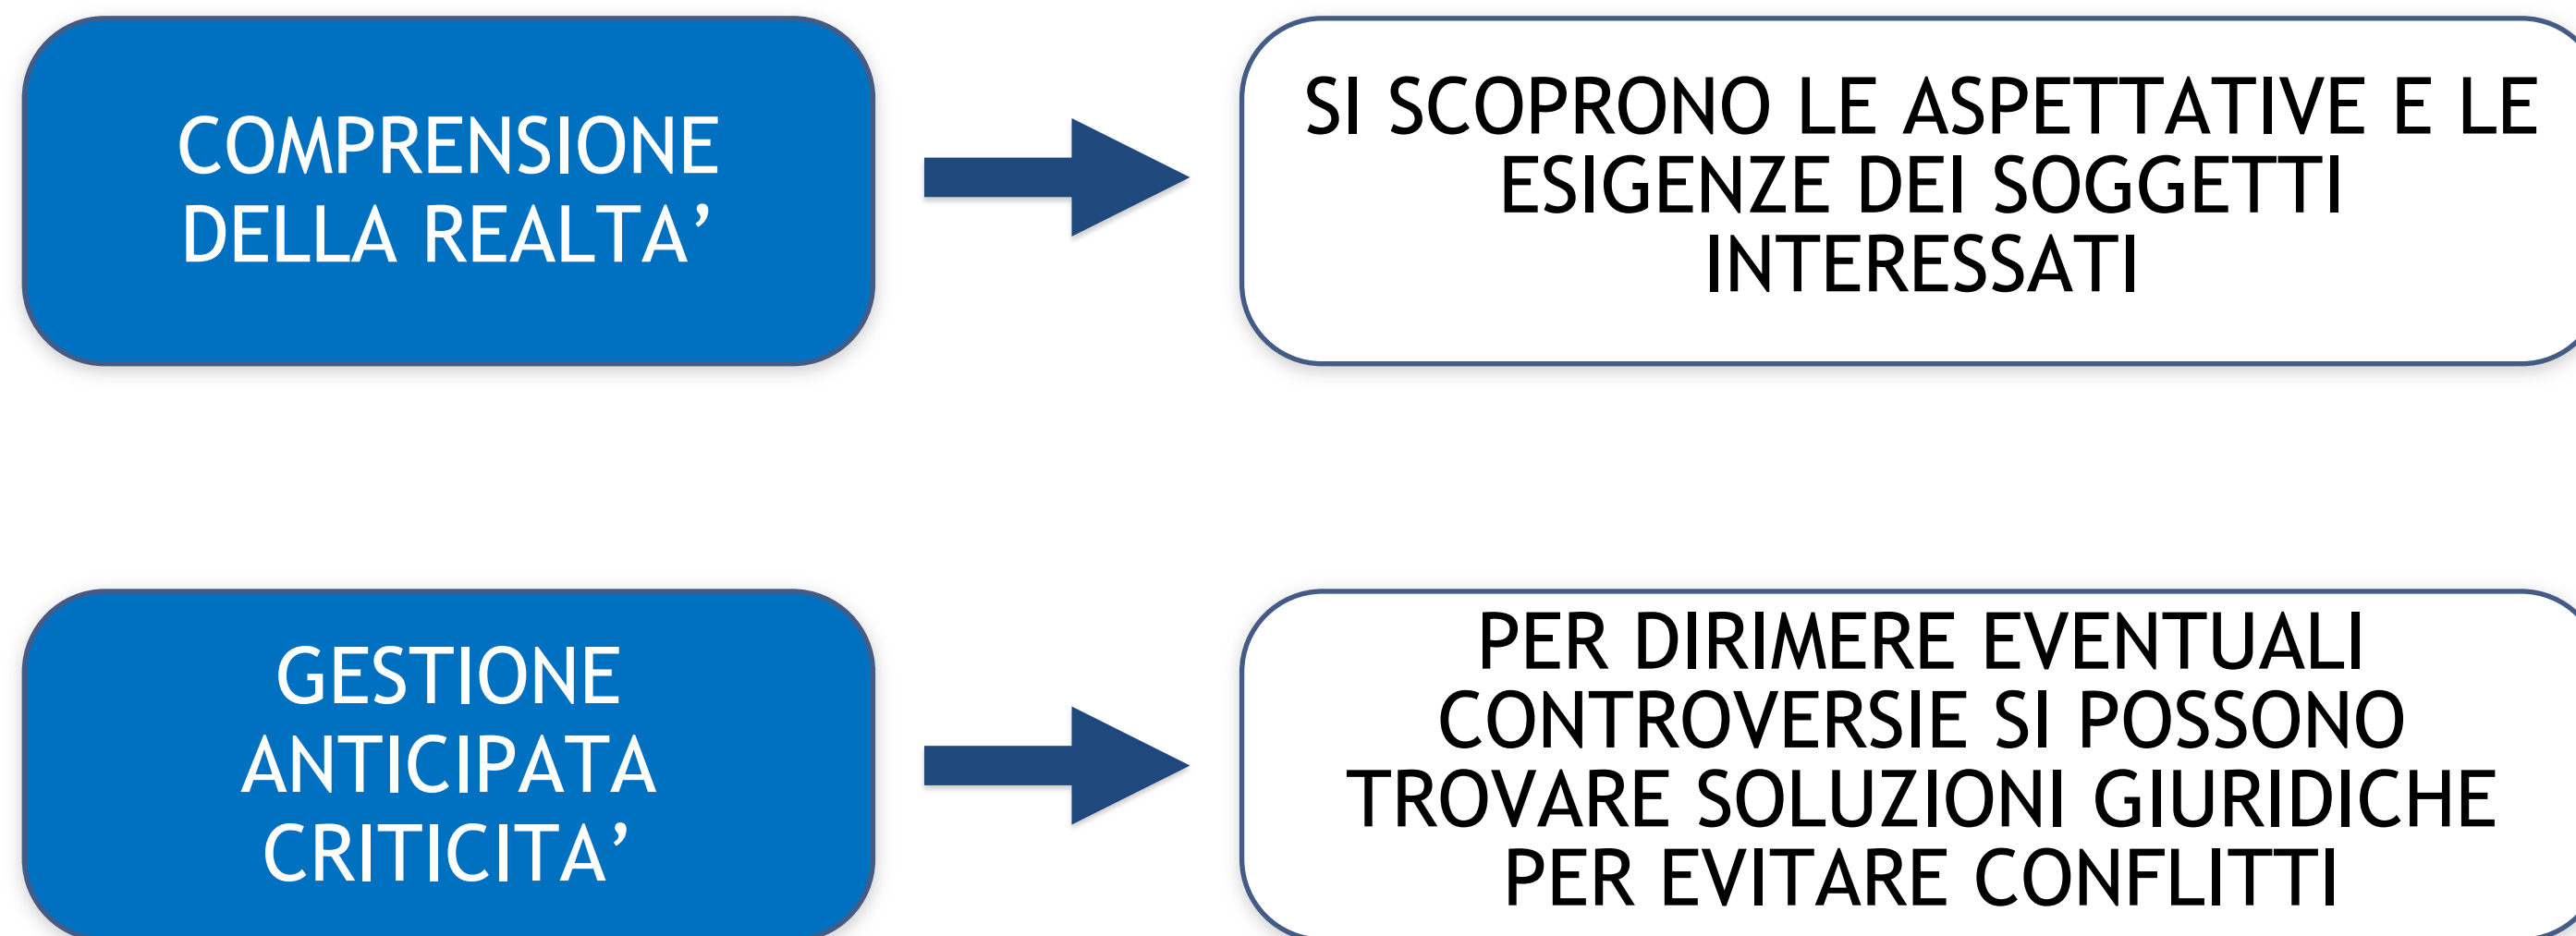 COMPRENSIONE
DELLA REALTA’
SI SCOPRONO LE ASPETTATIVE E LE
ESIGENZE DEI SOGGETTI
INTERESSATI
GESTIONE
ANTICIPATA
CRITICITA’
PER DIRIMERE EVENTUALI
CONTROVERSIE SI POSSONO
TROVARE SOLUZIONI GIURIDICHE
PER EVITARE CONFLITTI